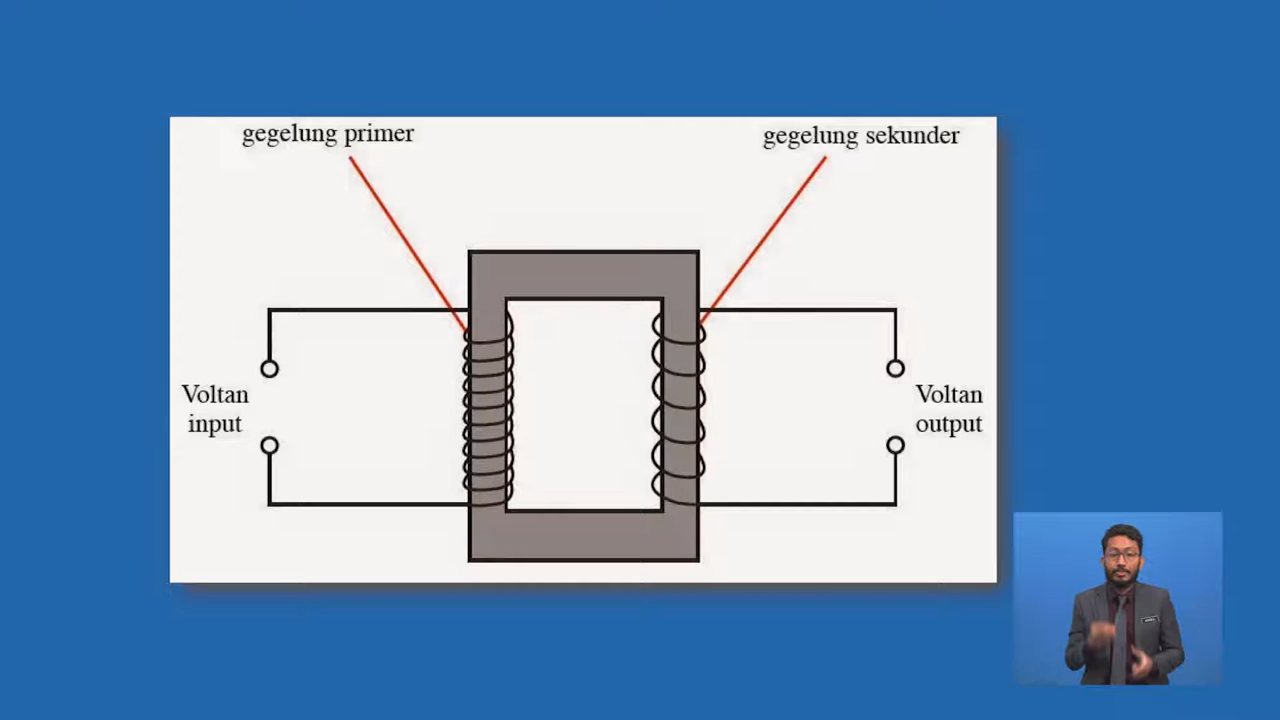 gegelung primer
gegelung sekunder
Voltan
input
Voltan
output